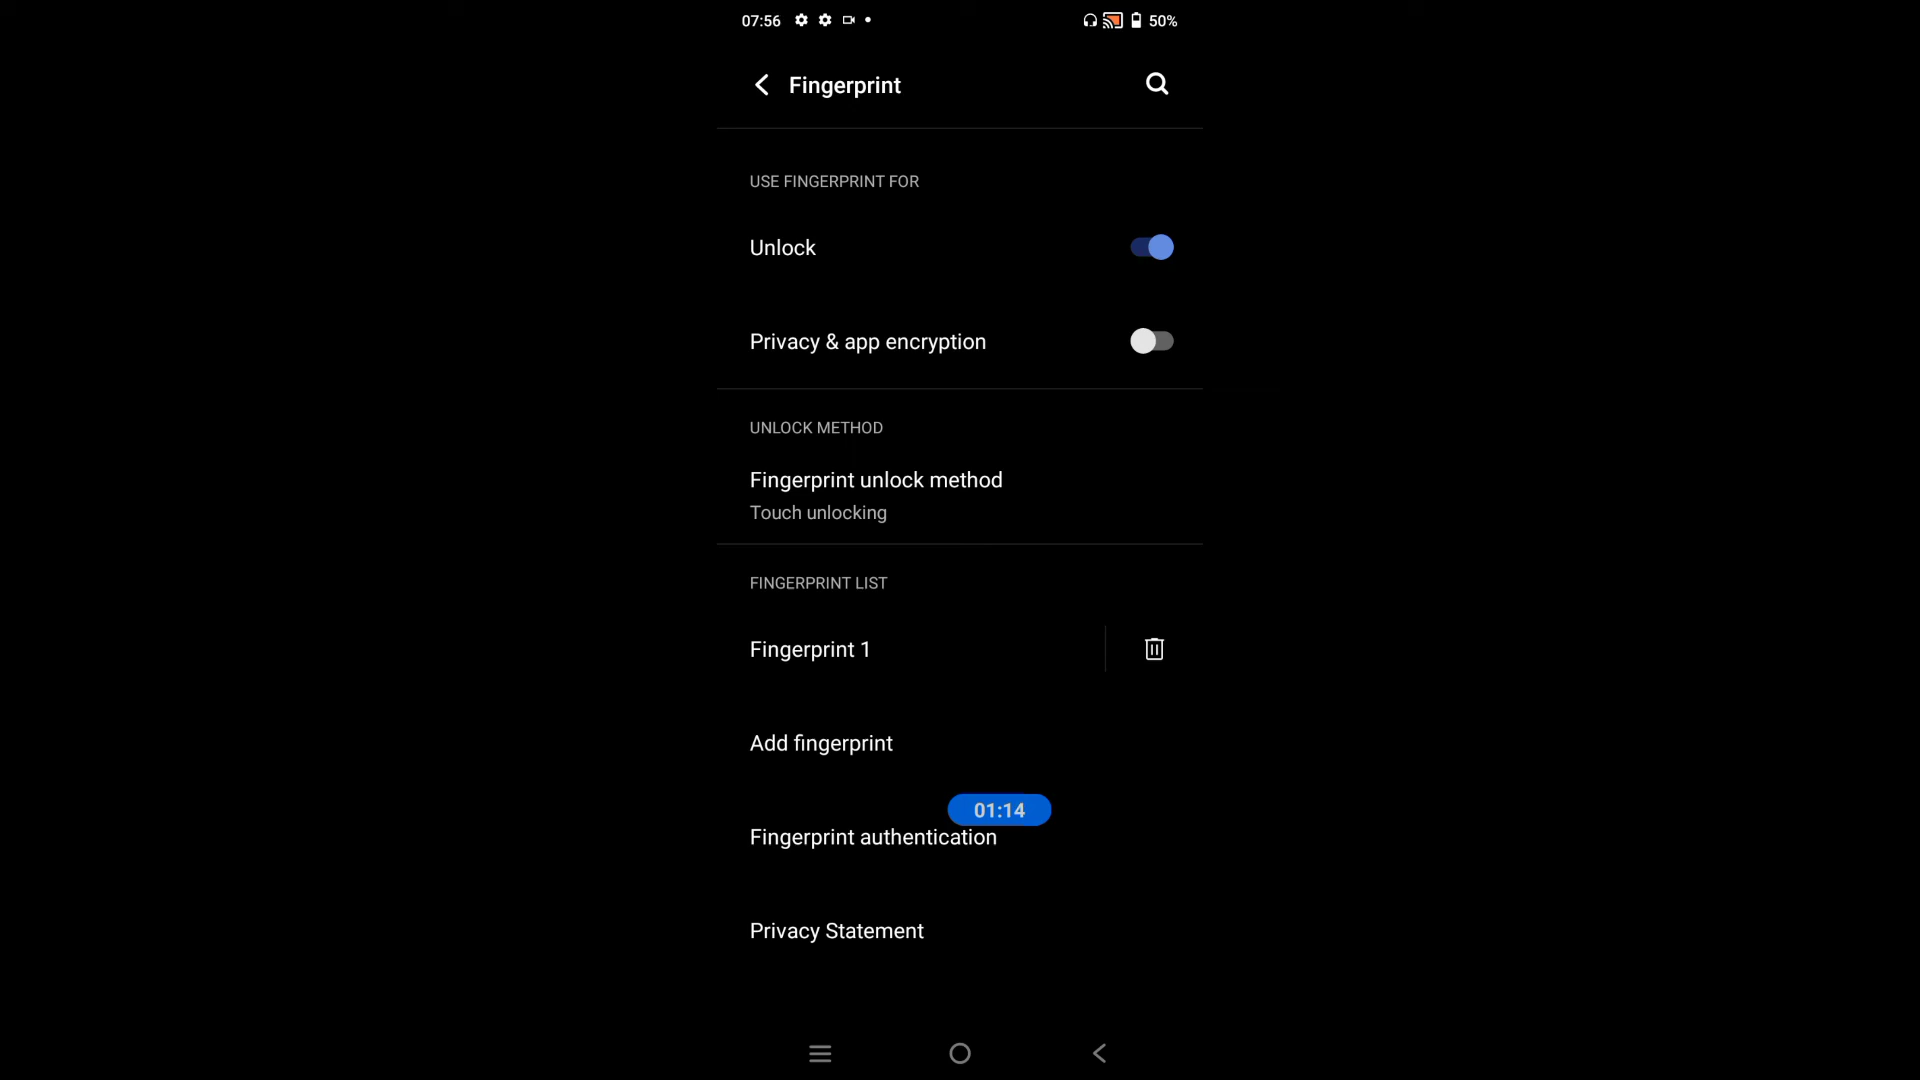 07:56 50%
Fingerprint
USE FINGERPRINT FOR
Unlock
Privacy & app encryption
UNLOCK METHOD
Fingerprint unlock method
Touch unlocking
FINGERPRINT LIST
Fingerprint 1
Add fingerprint
01:14
Fingerprint authentication
Privacy Statement